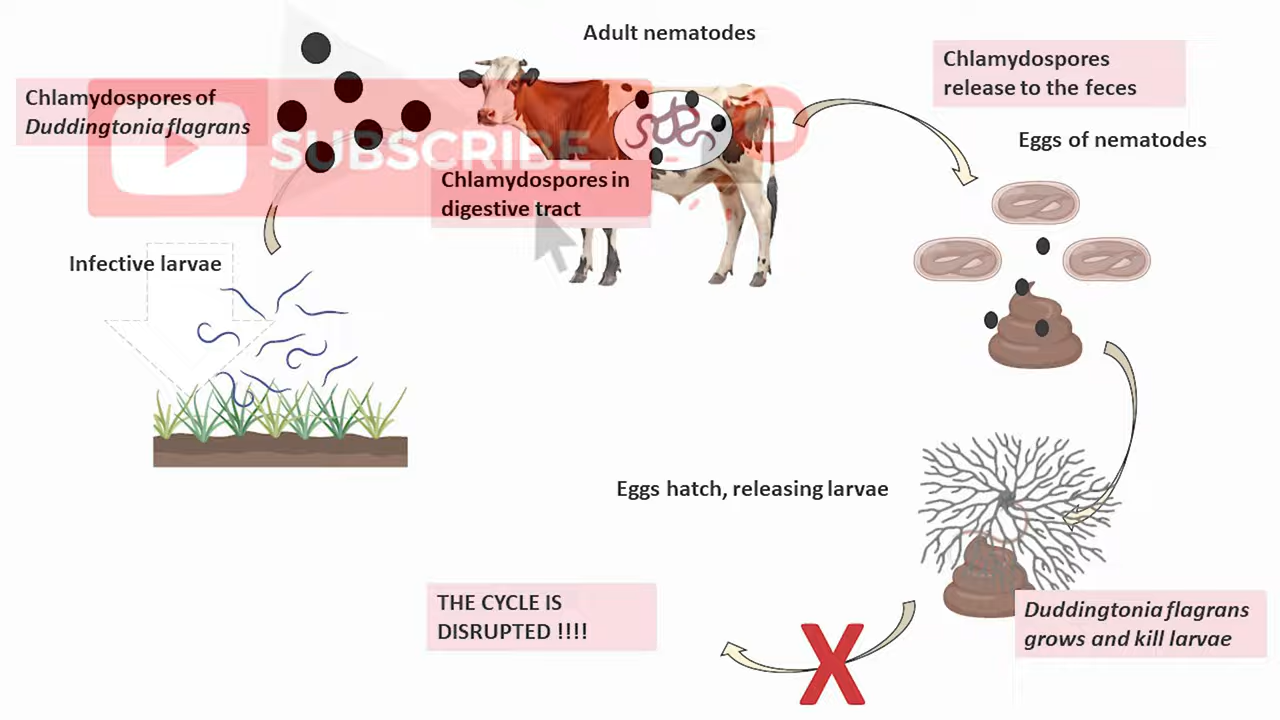 Adult nematodes
Chlamydospores of
Duddingtonia flagrans
SUBSCRIBE
Chlamydospores
release to the feces
Eggs of nematodes
Chlamydospores in
digestive tract
Infective larvae
Eggs hatch, releasing larvae
THE CYCLE IS
DISRUPTED !!!!
X
Duddingtonia flagrans
grows and kill larvae